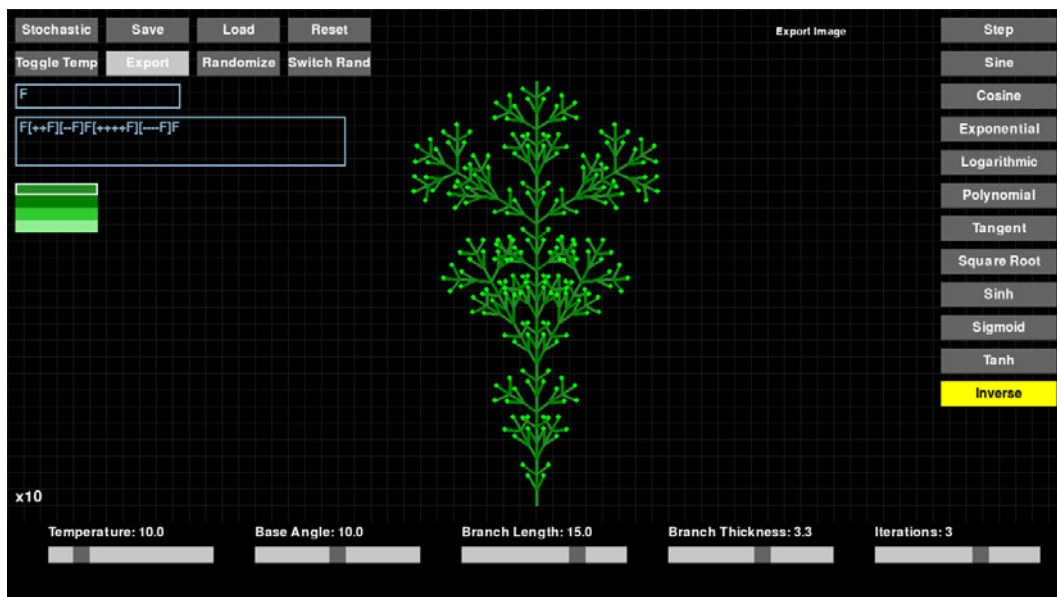 Stochastic Save Load Reset
Toggle Temp Export Randomize Switch Rand
F
F[++F][--F]F[++++F][----F]F
x10
Export Image
Step
Sine
Cosine
Exponential
Logarithmic
Polynomial
Tangent
Square Root
Sinh
Sigmoid
Tanh
Inverse
Temperature: 10.0 Base Angle: 10.0 Branch Length: 15.0 Branch Thickness: 3.3 Iterations: 3